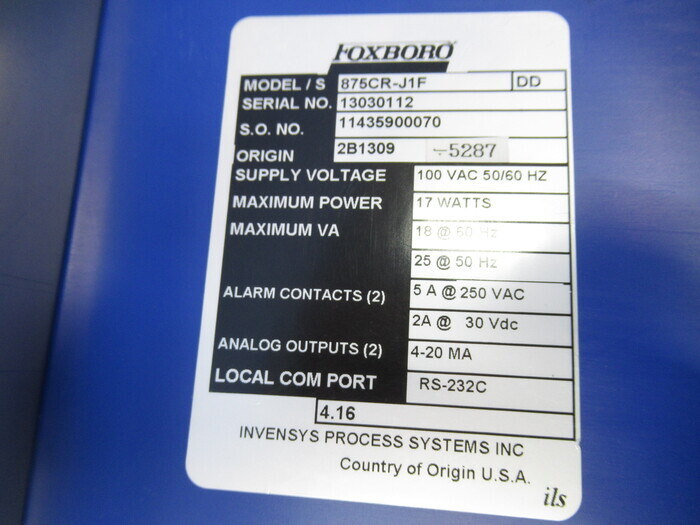 FOXBORO
MODEL / S 875CR-J1F DD
SERIAL NO. 13030112
S.O. NO. 11435900070
ORIGIN 2B1309 -5287
SUPPLY VOLTAGE 100 VAC 50/60 HZ
MAXIMUM POWER 17 WATTS
MAXIMUM VA 18 @ 60 Hz
25 @ 50 Hz
ALARM CONTACTS (2) 5 A @ 250 VAC
2A @ 30 Vdc
ANALOG OUTPUTS (2) 4-20 MA
LOCAL COM PORT RS-232C
4.16
INVENSYS PROCESS SYSTEMS INC
Country of Origin U.S.A.
ils